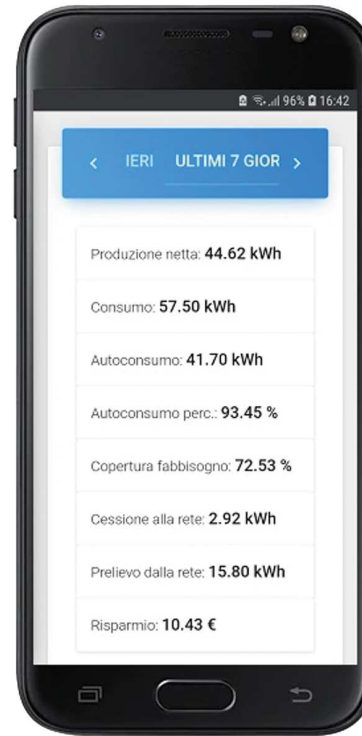 96% 16:42
IERI ULTIMI 7 GIOR
Produzione netta: 44.62 kWh
Consumo: 57.50 kWh
Autoconsumo: 41.70 kWh
Autoconsumo perc.: 93.45 %
Copertura fabbisogno: 72.53 %
Cessione alla rete: 2.92 kWh
Prelievo dalla rete: 15.80 kWh
Risparmio: 10.43 €